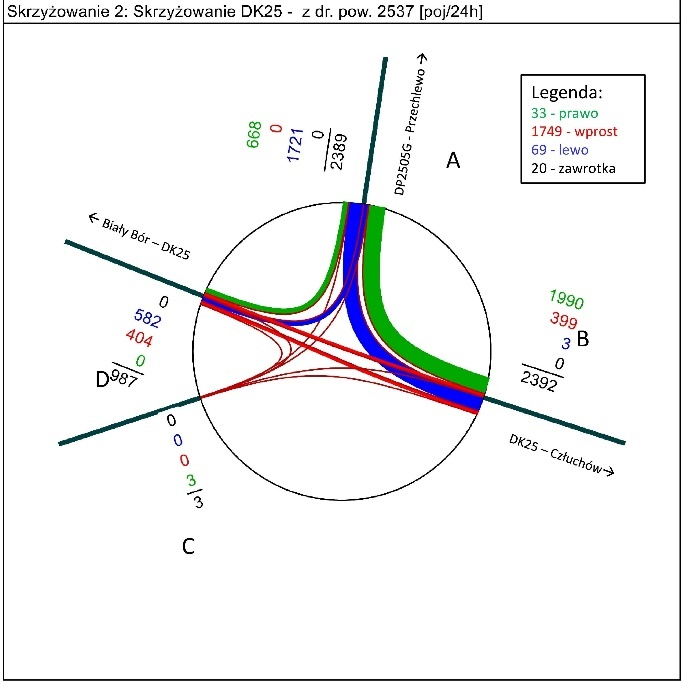 Skrzyżowanie 2: Skrzyżowanie DK25 - z dr. pow. 2537 [poj/24h]
668
0
1721
0
2389
DP2505G - Przechlewo →
A
Legenda:
33 - prawo
1749 - wprost
69 - lewo
20 - zawrotka
← Biały Bór – DK25
0
582
404
0
987
D
1990
399
3
0
2392
B
DK25 – Człuchów→
0
0
0
3
3
C